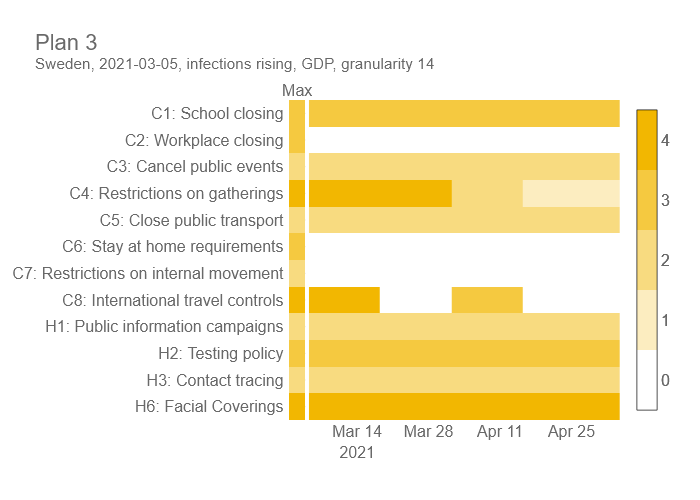 Plan 3
Sweden, 2021-03-05, infections rising, GDP, granularity 14
Max
C1: School closing
C2: Workplace closing
C3: Cancel public events
C4: Restrictions on gatherings
C5: Close public transport
C6: Stay at home requirements
C7: Restrictions on internal movement
C8: International travel controls
H1: Public information campaigns
H2: Testing policy
H3: Contact tracing
H6: Facial Coverings
Mar 14 Mar 28 Apr 11 Apr 25
2021
4
3
2
1
0